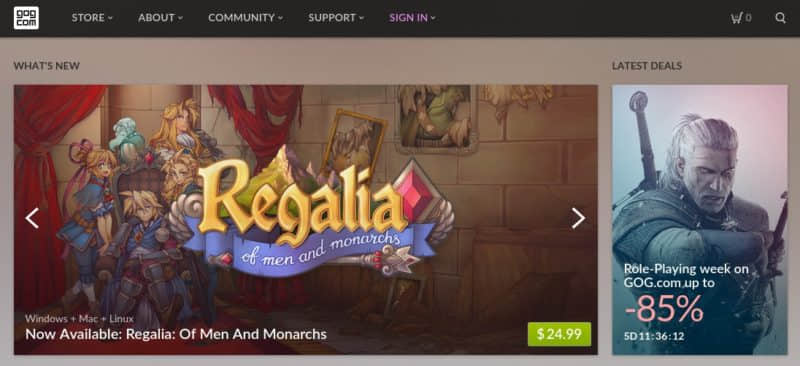 gog
com
STORE
ABOUT
COMMUNITY
SUPPORT
SIGN IN
0
WHAT'S NEW
LATEST DEALS
Regalia
of men and monarchs
Windows + Mac + Linux
Now Available: Regalia: Of Men And Monarchs
$24.99
Role-Playing week on
GOG.com up to
-85%
5D 11:36:12